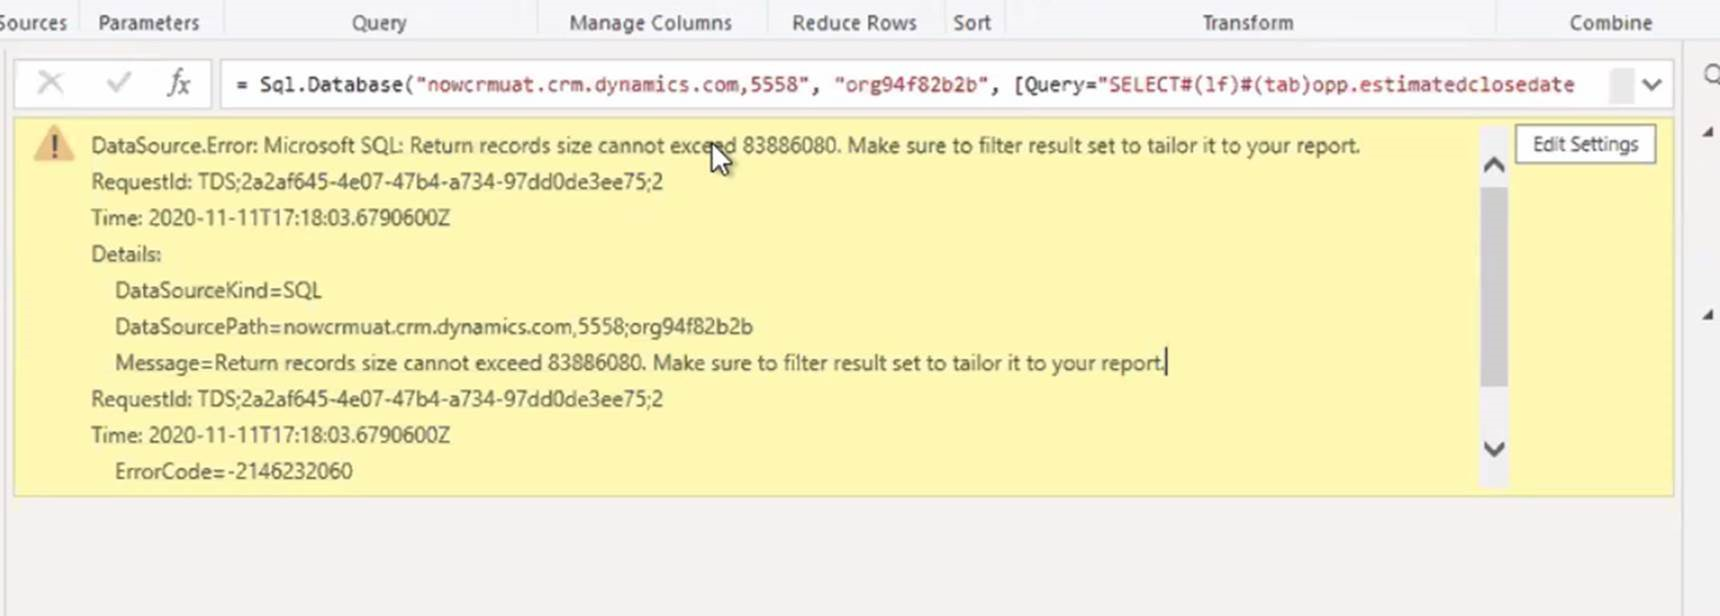 Sources Parameters Query Manage Columns Reduce Rows Sort Transform Combine
fx = Sql.Database("nowcrmuat.crm.dynamics.com,5558", "org94f82b2b", [Query="SELECT#(lf)#(tab)opp.estimatedclosedate
DataSource.Error: Microsoft SQL: Return records size cannot exceed 83886080. Make sure to filter result set to tailor it to your report.
Edit Settings
RequestId: TDS;2a2af645-4e07-47b4-a734-97dd0de3ee75;2
Time: 2020-11-11T17:18:03.6790600Z
Details:
DataSourceKind=SQL
DataSourcePath=nowcrmuat.crm.dynamics.com,5558;org94f82b2b
Message=Return records size cannot exceed 83886080. Make sure to filter result set to tailor it to your report.
RequestId: TDS;2a2af645-4e07-47b4-a734-97dd0de3ee75;2
Time: 2020-11-11T17:18:03.6790600Z
ErrorCode=-2146232060